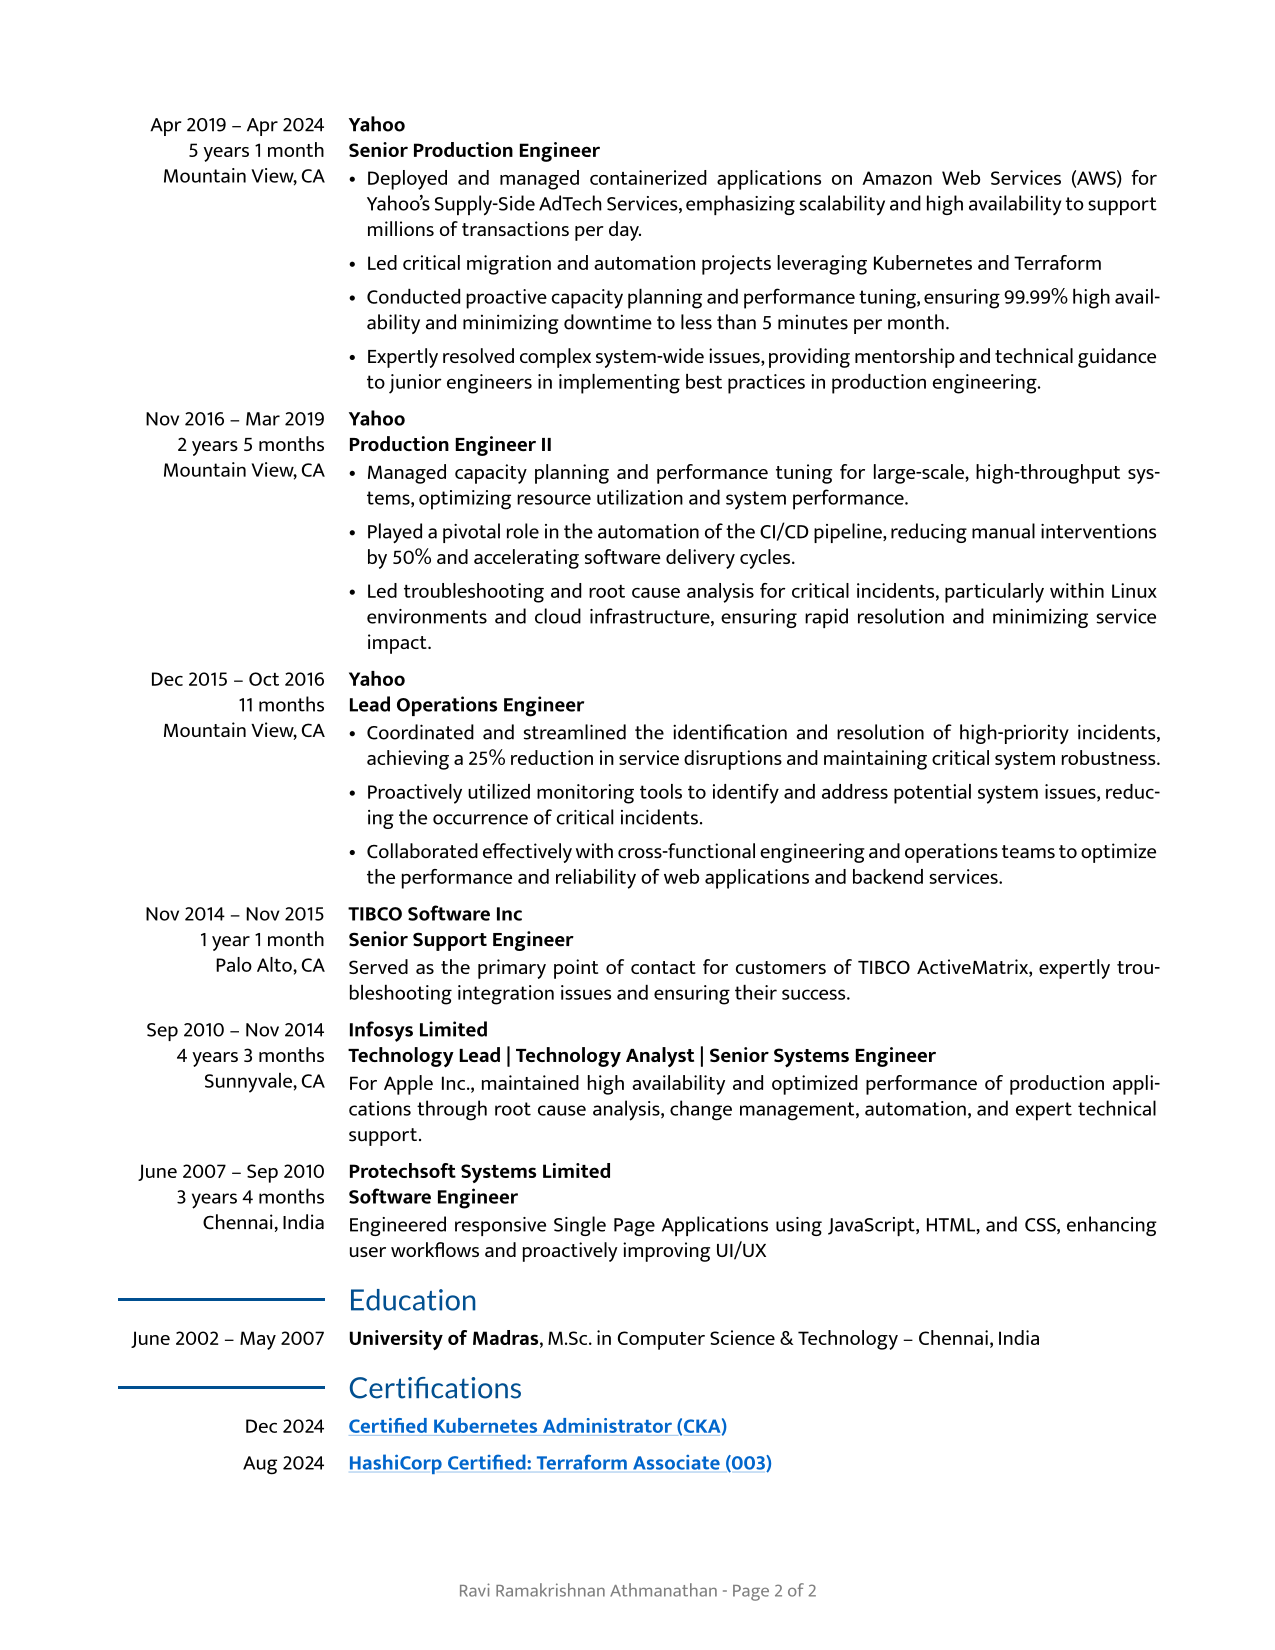 Apr 2019 – Apr 2024
5 years 1 month
Mountain View, CA
Yahoo
Senior Production Engineer
• Deployed and managed containerized applications on Amazon Web Services (AWS) for
Yahoo’s Supply-Side AdTech Services, emphasizing scalability and high availability to support
millions of transactions per day.
• Led critical migration and automation projects leveraging Kubernetes and Terraform
• Conducted proactive capacity planning and performance tuning, ensuring 99.99% high avail-
ability and minimizing downtime to less than 5 minutes per month.
• Expertly resolved complex system-wide issues, providing mentorship and technical guidance
to junior engineers in implementing best practices in production engineering.
Nov 2016 – Mar 2019
2 years 5 months
Mountain View, CA
Yahoo
Production Engineer II
• Managed capacity planning and performance tuning for large-scale, high-throughput sys-
tems, optimizing resource utilization and system performance.
• Played a pivotal role in the automation of the CI/CD pipeline, reducing manual interventions
by 50% and accelerating software delivery cycles.
• Led troubleshooting and root cause analysis for critical incidents, particularly within Linux
environments and cloud infrastructure, ensuring rapid resolution and minimizing service
impact.
Dec 2015 – Oct 2016
11 months
Mountain View, CA
Yahoo
Lead Operations Engineer
• Coordinated and streamlined the identification and resolution of high-priority incidents,
achieving a 25% reduction in service disruptions and maintaining critical system robustness.
• Proactively utilized monitoring tools to identify and address potential system issues, reduc-
ing the occurrence of critical incidents.
• Collaborated effectively with cross-functional engineering and operations teams to optimize
the performance and reliability of web applications and backend services.
Nov 2014 – Nov 2015
1 year 1 month
Palo Alto, CA
TIBCO Software Inc
Senior Support Engineer
Served as the primary point of contact for customers of TIBCO ActiveMatrix, expertly trou-
bleshooting integration issues and ensuring their success.
Sep 2010 – Nov 2014
4 years 3 months
Sunnyvale, CA
Infosys Limited
Technology Lead | Technology Analyst | Senior Systems Engineer
For Apple Inc., maintained high availability and optimized performance of production appli-
cations through root cause analysis, change management, automation, and expert technical
support.
June 2007 – Sep 2010
3 years 4 months
Chennai, India
Protechsoft Systems Limited
Software Engineer
Engineered responsive Single Page Applications using JavaScript, HTML, and CSS, enhancing
user workflows and proactively improving UI/UX
Education
June 2002 – May 2007
University of Madras, M.Sc. in Computer Science & Technology – Chennai, India
Certifications
Dec 2024
Certified Kubernetes Administrator (CKA)
Aug 2024
HashiCorp Certified: Terraform Associate (003)
Ravi Ramakrishnan Athmanathan - Page 2 of 2